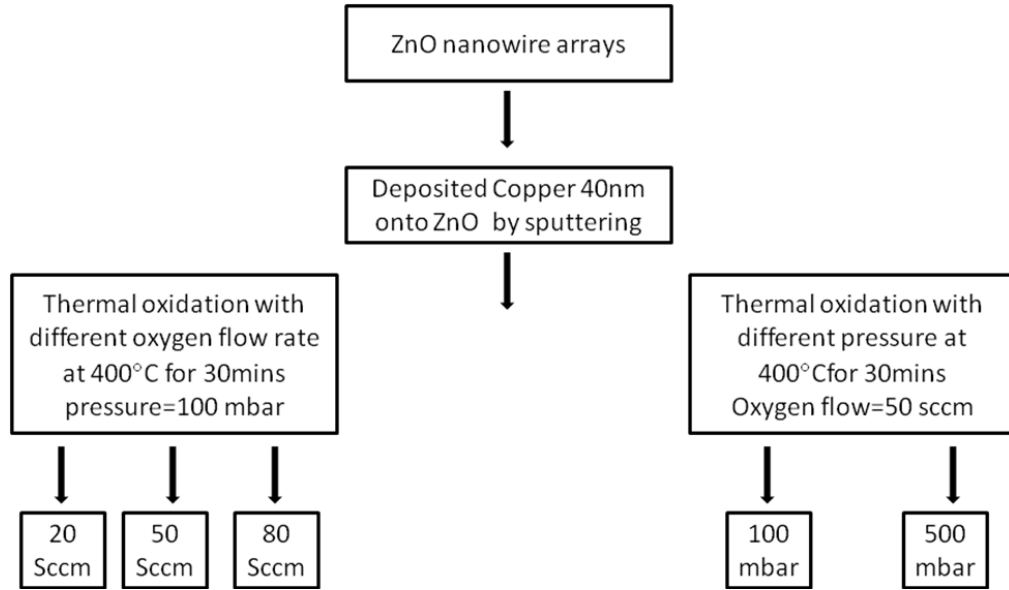 ZnO nanowire arrays
Deposited Copper 40nm
onto ZnO by sputtering
Thermal oxidation with
different oxygen flow rate
at 400°C for 30mins
pressure=100 mbar
Thermal oxidation with
different pressure at
400°Cfor 30mins
Oxygen flow=50 sccm
20
Sccm
50
Sccm
80
Sccm
100
mbar
500
mbar